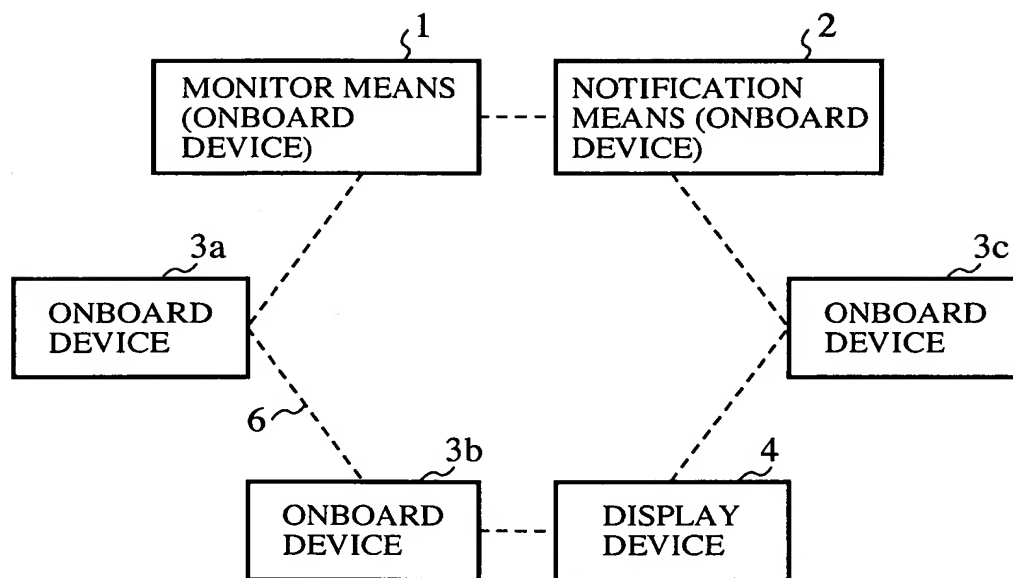 1
2
MONITOR MEANS
(ONBOARD
DEVICE)
NOTIFICATION
MEANS (ONBOARD
DEVICE)
3a
3c
ONBOARD
DEVICE
ONBOARD
DEVICE
6
3b
4
ONBOARD
DEVICE
DISPLAY
DEVICE